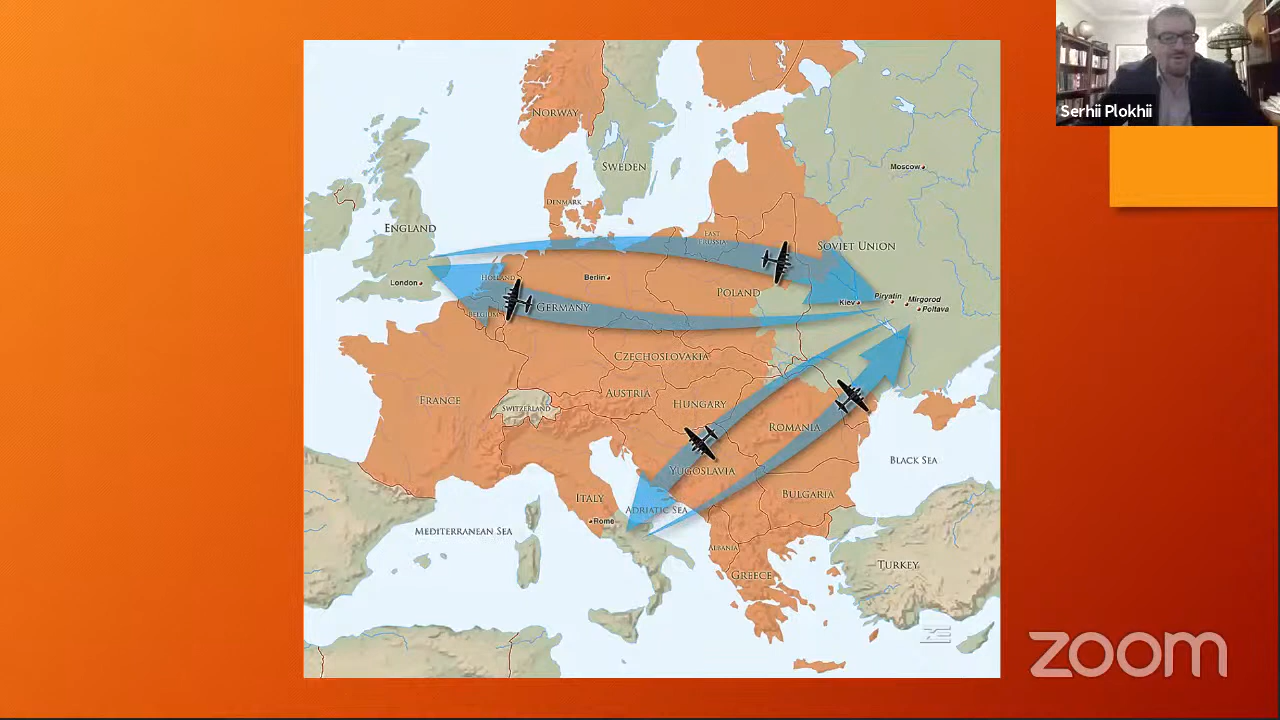 Serhii Plokhii
NORWAY
SWEDEN
Moscow
DENMARK
ENGLAND
EAST
PRUSSIA
SOVIET UNION
HOLLAND
Berlin
London
POLAND
Kiev
Piryatin
Mirgorod
Poltava
BELGIUM
GERMANY
CZECHOSLOVAKIA
AUSTRIA
FRANCE
SWITZERLAND
HUNGARY
ROMANIA
BLACK SEA
YUGOSLAVIA
ITALY
BULGARIA
ADRIATIC SEA
Rome
MEDITERRANEAN SEA
ALBANIA
GREECE
TURKEY
zoom